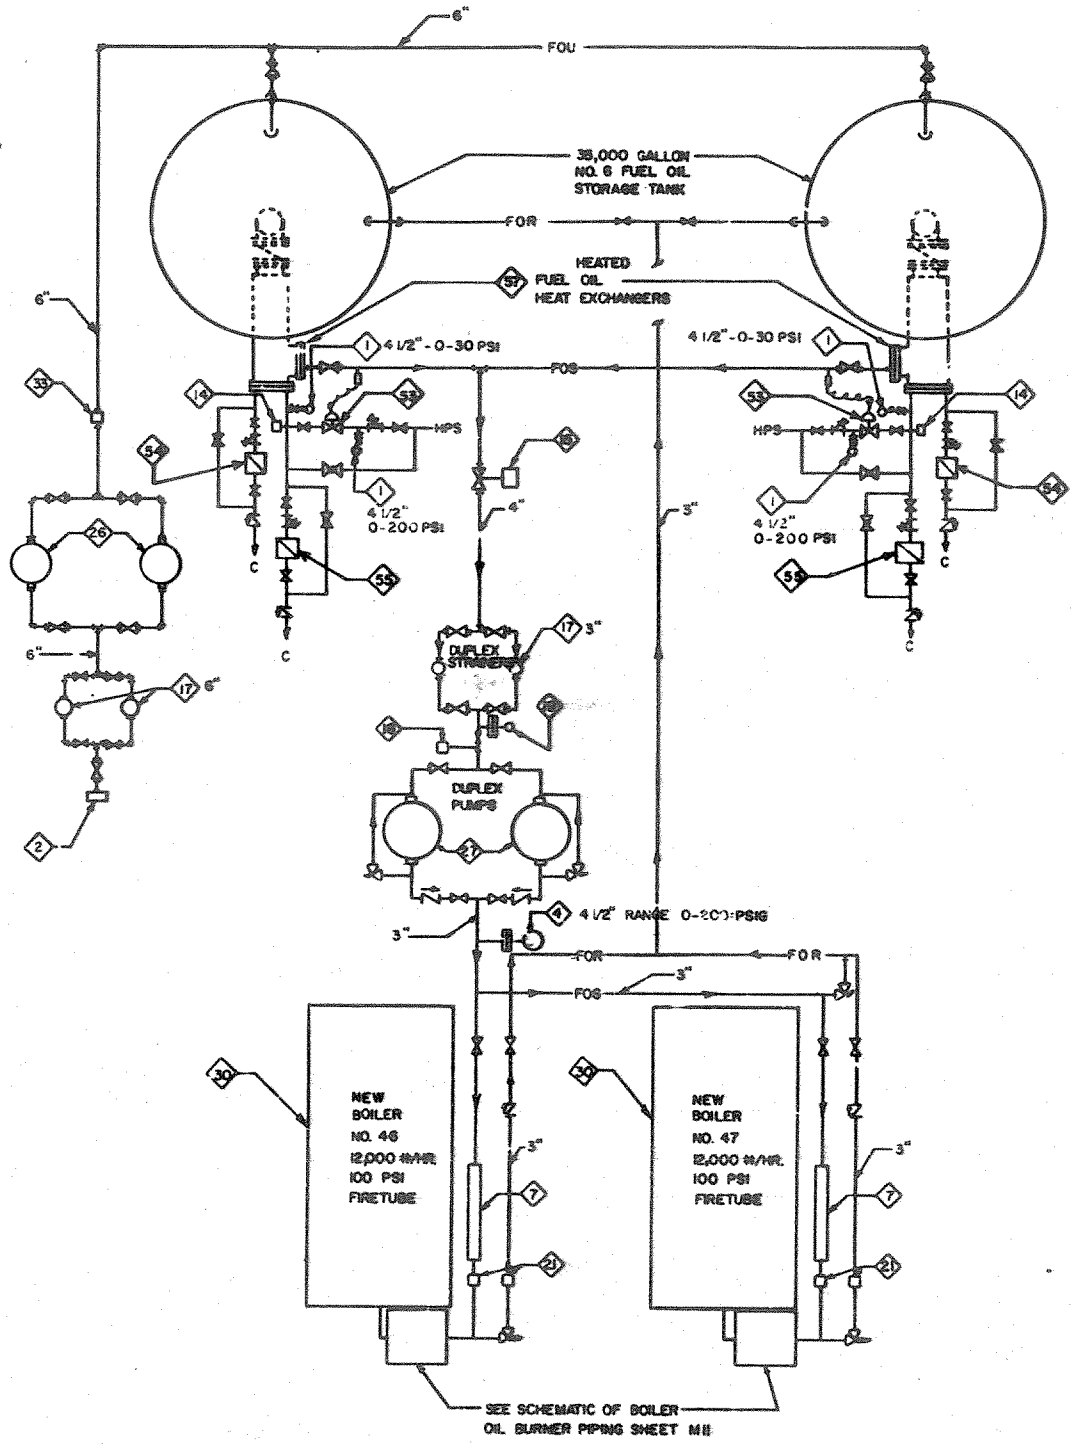 6"
FOU
35,000 GALLON
NO. 6 FUEL OIL
STORAGE TANK
FOR
57
HEATED
FUEL OIL
HEAT EXCHANGERS
6"
1
4 1/2" - 0-30 PSI
4 1/2" - 0-30 PSI
1
FOS
33
14
53
53
14
HPS
HPS
15
54
54
1
4 1/2"
0-200 PSI
4"
3"
1
4 1/2"
0-200 PSI
26
55
55
C
C
C
C
6"
17
3"
DUPLEX
STRAINERS
17
6"
DUPLEX
PUMPS
2
27
4
4 1/2" RANGE 0-200 PSIG
3"
FOR
FOR
FOS
3"
30
30
NEW
BOILER
NO. 46
12,000 #/HR.
100 PSI
FIRETUBE
NEW
BOILER
NO. 47
12,000 #/HR.
100 PSI
FIRETUBE
3"
3"
7
7
21
21
SEE SCHEMATIC OF BOILER
OIL BURNER PIPING SHEET M11